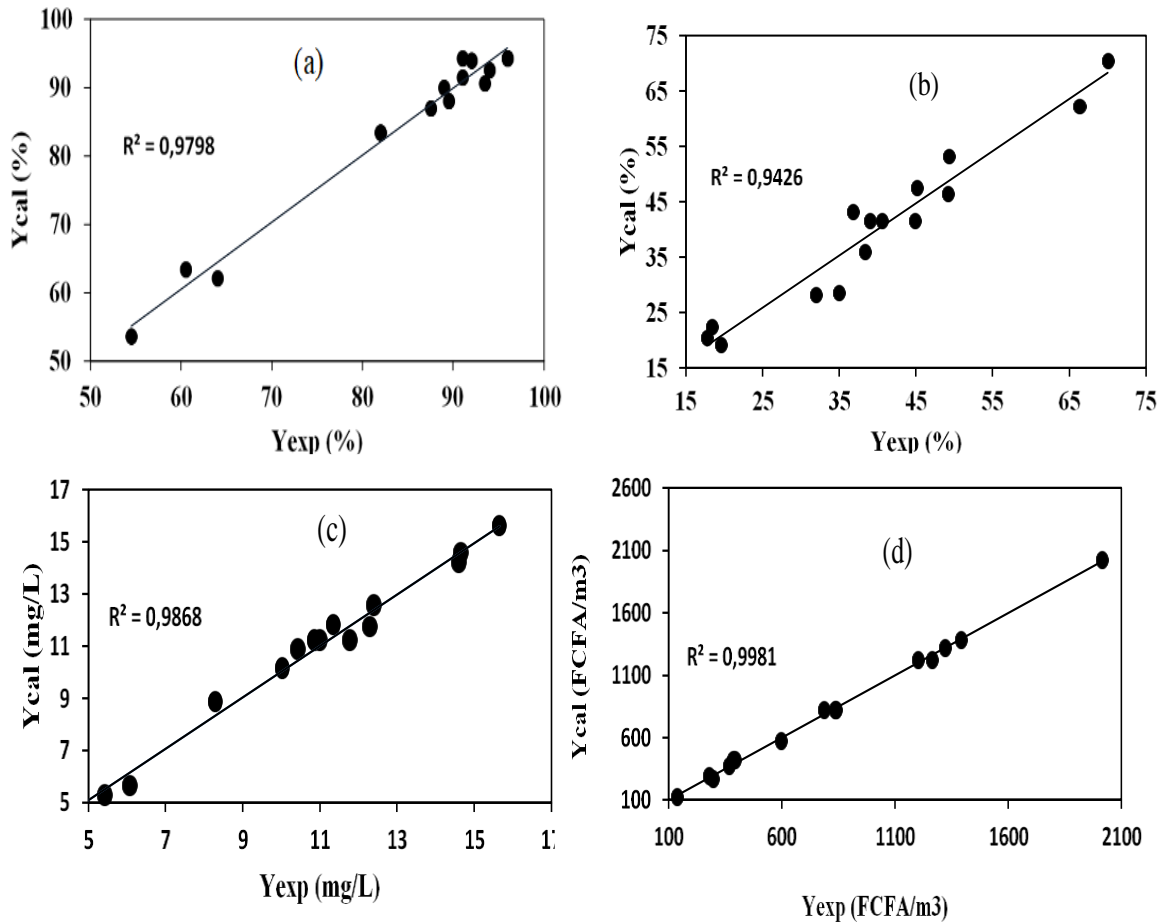 (a)
R² = 0,9798
100
90
80
70
60
50
50 60 70 80 90 100
Ycal (%)
Yexp (%)
(b)
R² = 0,9426
75
65
55
45
35
25
15
15 25 35 45 55 65 75
Ycal (%)
Yexp (%)
(c)
R² = 0,9868
17
15
13
11
9
7
5
5 7 9 11 13 15 17
Ycal (mg/L)
Yexp (mg/L)
(d)
R² = 0,9981
2600
2100
1600
1100
600
100
100 600 1100 1600 2100
Ycal (FCFA/m3)
Yexp (FCFA/m3)